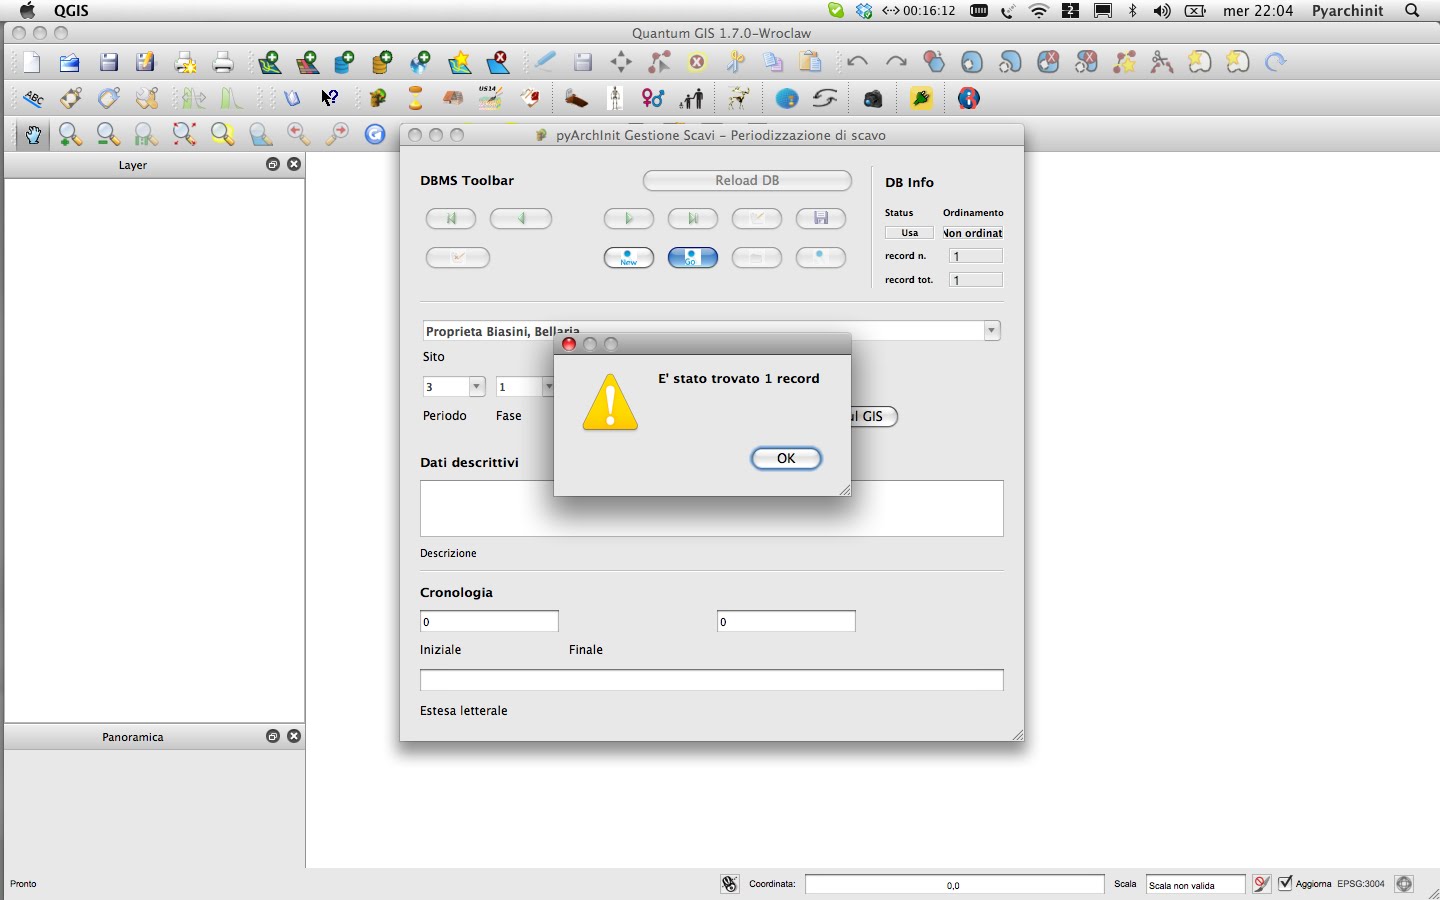 QGIS
00:16:12
2
mer 22:04
Pyarchinit
Quantum GIS 1.7.0-Wroclaw
ABC
US14
Layer
pyArchInit Gestione Scavi - Periodizzazione di scavo
DBMS Toolbar
Reload DB
DB Info
Status
Ordinamento
Usa
Non ordinat
record n.
1
record tot.
1
New
Go
Proprieta Biasini, Bellaria
Sito
3
1
Periodo
Fase
ul GIS
E' stato trovato 1 record
OK
Dati descrittivi
Descrizione
Cronologia
0
0
Iniziale
Finale
Estesa letterale
Panoramica
Pronto
Coordinata:
0,0
Scala
Scala non valida
Aggiorna
EPSG:3004